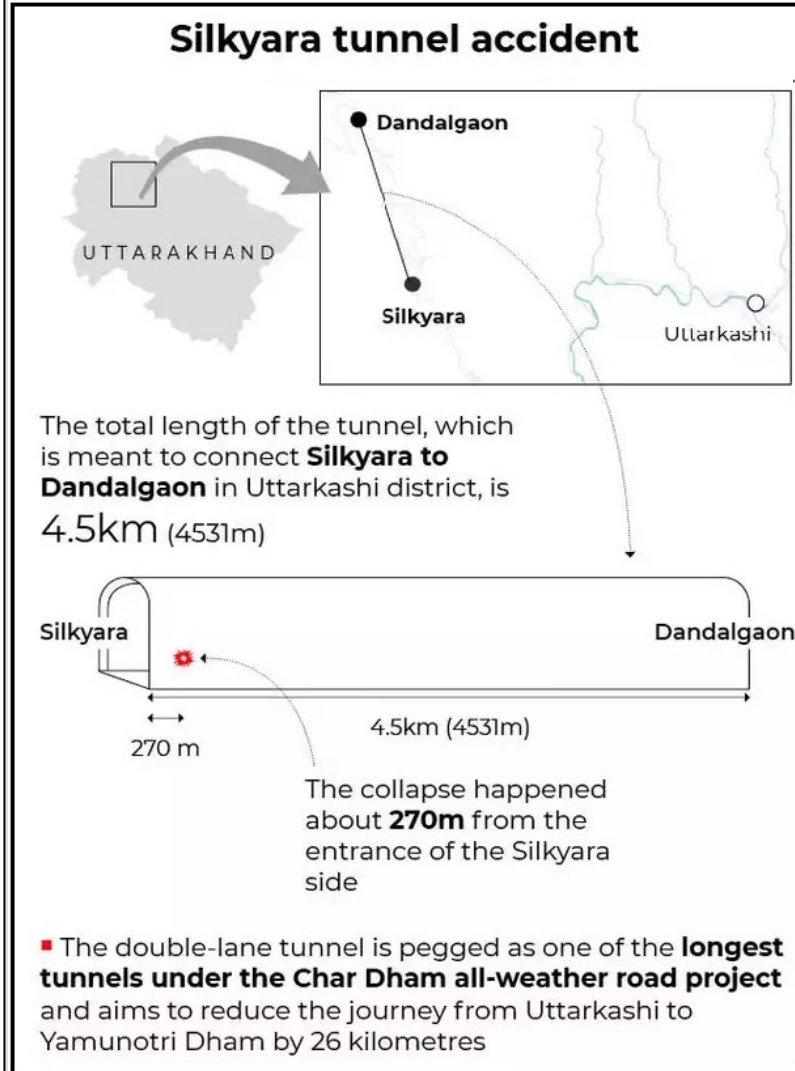 Silkyara tunnel accident
Dandalgaon
UTTARAKHAND
Silkyara
Uttarkashi
The total length of the tunnel, which
is meant to connect Silkyara to
Dandalgaon in Uttarkashi district, is
4.5km (4531m)
Silkyara
Dandalgaon
4.5km (4531m)
270 m
The collapse happened
about 270m from the
entrance of the Silkyara
side
The double-lane tunnel is pegged as one of the longest
tunnels under the Char Dham all-weather road project
and aims to reduce the journey from Uttarkashi to
Yamunotri Dham by 26 kilometres